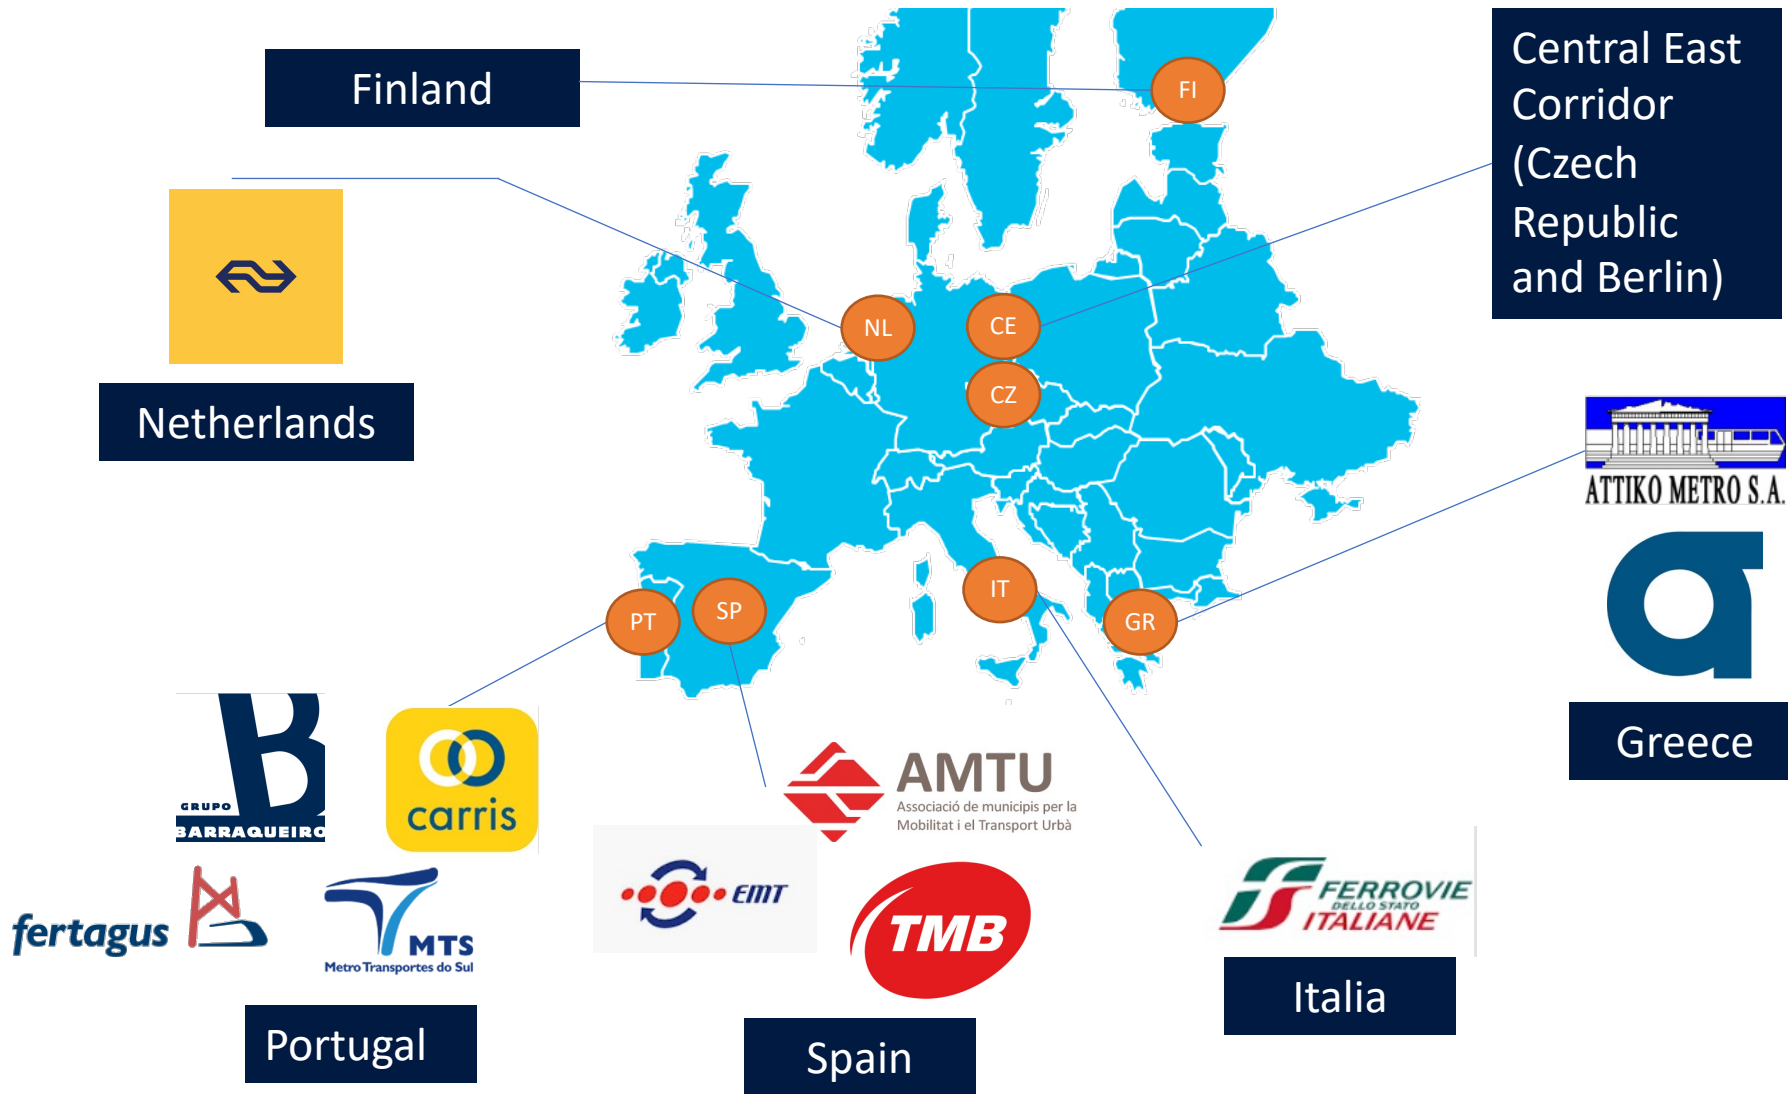 Finland
FI
Central East
Corridor
(Czech
Republic
and Berlin)
NL
CE
CZ
Netherlands
ATTIKO METRO S.A.
Greece
PT
SP
IT
GR
GRUPO
BARRAQUEIRO
carris
fertagus
MTS
Metro Transportes do Sul
Portugal
AMTU
Associació de municipis per la
Mobilitat i el Transport Urbà
EMT
TMB
Spain
FERROVIE
DELLO STATO
ITALIANE
Italia